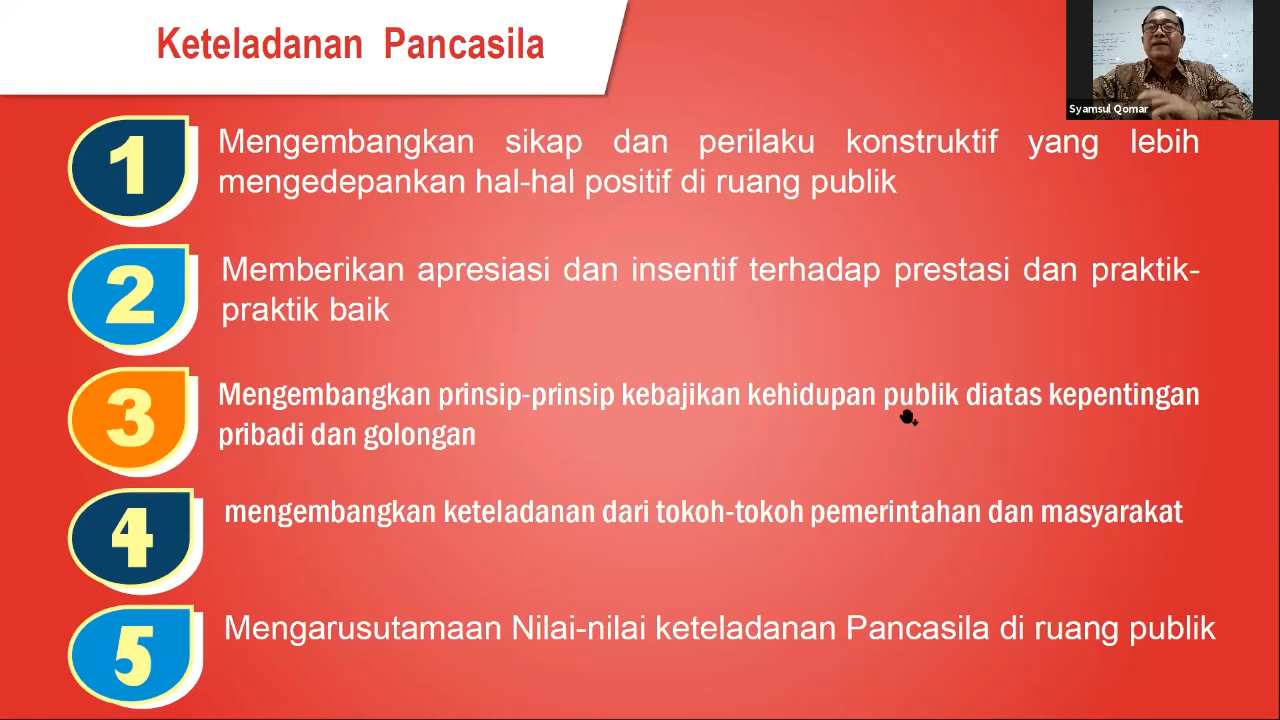 Keteladanan Pancasila
Syamsul Qomar
1
Mengembangkan sikap dan perilaku konstruktif yang lebih
mengedepankan hal-hal positif di ruang publik
2
Memberikan apresiasi dan insentif terhadap prestasi dan praktik-
praktik baik
3
Mengembangkan prinsip-prinsip kebajikan kehidupan publik diatas kepentingan
pribadi dan golongan
4
mengembangkan keteladanan dari tokoh-tokoh pemerintahan dan masyarakat
5
Mengarusutamaan Nilai-nilai keteladanan Pancasila di ruang publik